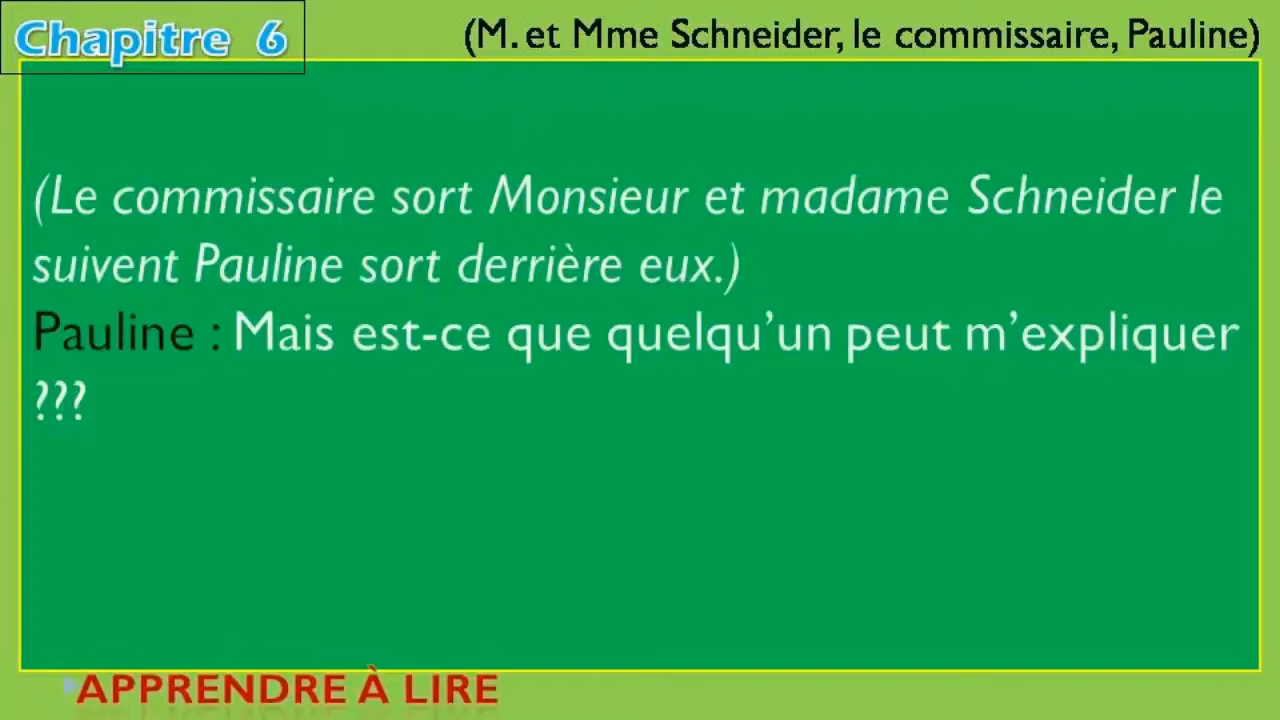 Chapitre 6
(M. et Mme Schneider, le commissaire, Pauline)
(Le commissaire sort Monsieur et madame Schneider le
suivent Pauline sort derrière eux.)
Pauline : Mais est-ce que quelqu’un peut m’expliquer
???
APPRENDRE À LIRE